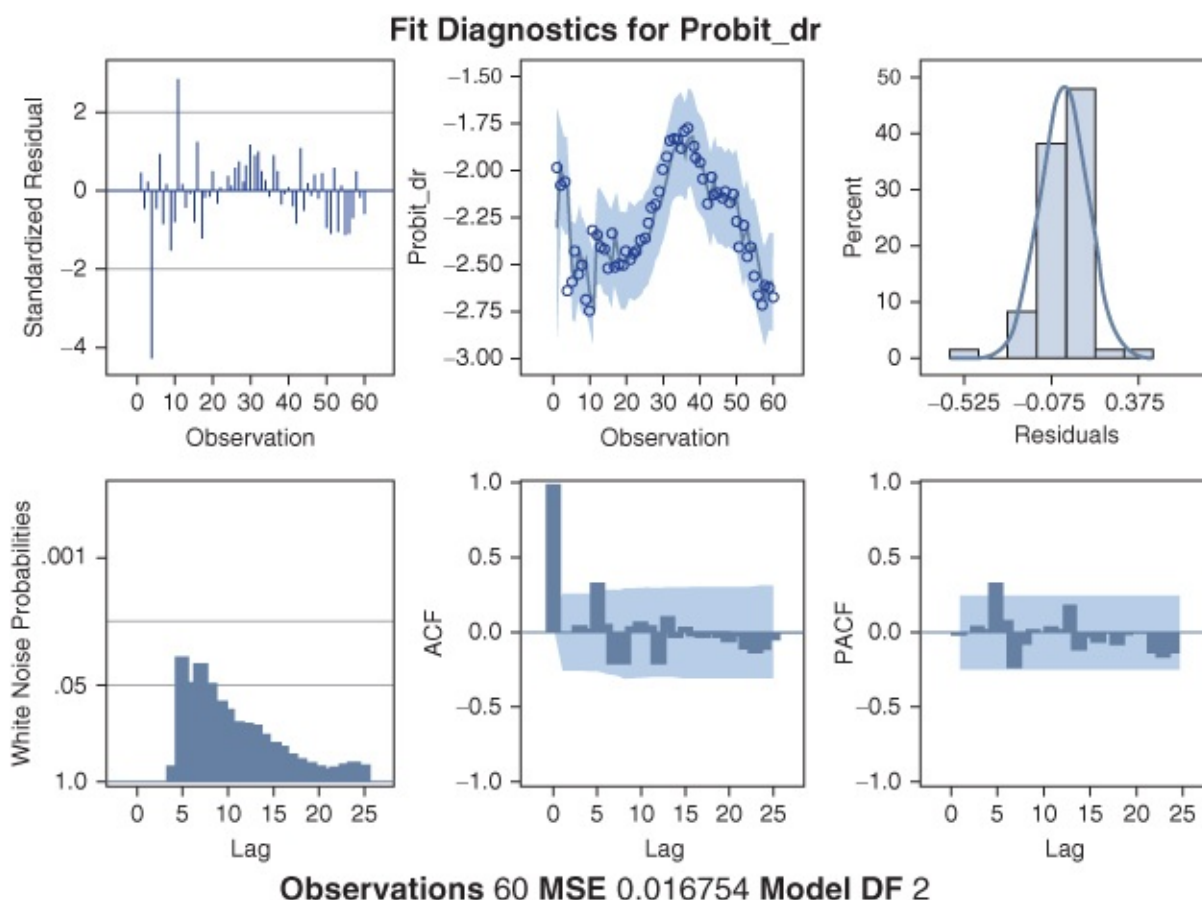 Fit Diagnostics for Probit_dr
Standardized Residual
2
0
−2
−4
0 10 20 30 40 50 60
Observation
Probit_dr
−1.50
−1.75
−2.00
−2.25
−2.50
−2.75
−3.00
0 10 20 30 40 50 60
Observation
Percent
50
40
30
20
10
0
−0.525 −0.075 0.375
Residuals
White Noise Probabilities
.001
.05
1.0
0 5 10 15 20 25
Lag
ACF
1.0
0.5
0.0
−0.5
−1.0
0 5 10 15 20 25
Lag
PACF
1.0
0.5
0.0
−0.5
−1.0
0 5 10 15 20 25
Lag
Observations 60 MSE 0.016754 Model DF 2